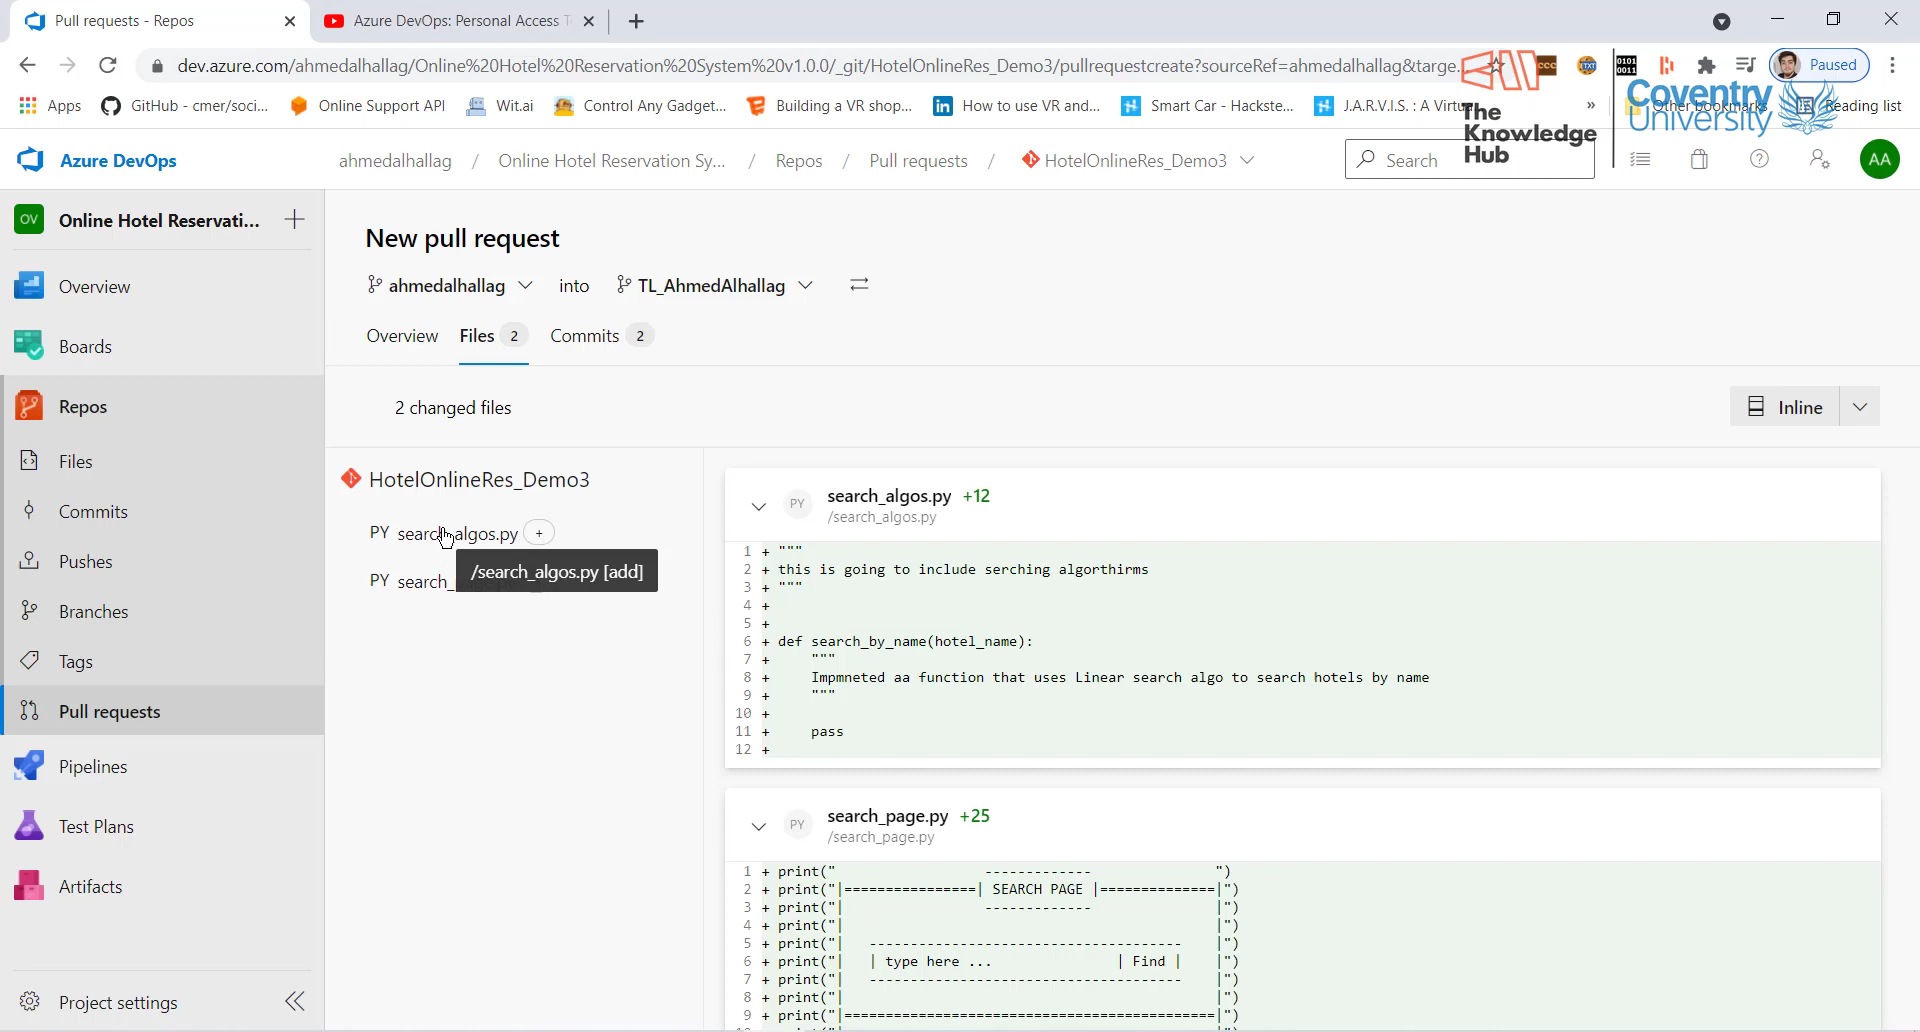 Pull requests - Repos
Azure DevOps: Personal Access T
dev.azure.com/ahmedalhallag/Online%20Hotel%20Reservation%20System%20v1.0.0/_git/HotelOnlineRes_Demo3/pullrequestcreate?sourceRef=ahmedalhallag&targe...
Paused
Apps
GitHub - cmer/soci...
Online Support API
Wit.ai
Control Any Gadget...
Building a VR shop...
How to use VR and...
Smart Car - Hackste...
J.A.R.V.I.S. : A Virtua
»
Other bookmarks
Reading list
The
Knowledge
Hub
Coventry
University
Azure DevOps
ahmedalhallag / Online Hotel Reservation Sy... / Repos / Pull requests / HotelOnlineRes_Demo3
Search
AA
OV
Online Hotel Reservati...
Overview
Boards
Repos
Files
Commits
Pushes
Branches
Tags
Pull requests
Pipelines
Test Plans
Artifacts
Project settings
New pull request
ahmedalhallag into TL_AhmedAlhallag
Overview Files 2 Commits 2
2 changed files
Inline
HotelOnlineRes_Demo3
PY search_algos.py +
/search_algos.py [add]
PY search_
PY search_algos.py +12
/search_algos.py
1 + """
2 + this is going to include serching algorthirms
3 + """
4 +
5 +
6 + def search_by_name(hotel_name):
7 + """
8 + Impmneted aa function that uses Linear search algo to search hotels by name
9 + """
10 +
11 + pass
12 +
PY search_page.py +25
/search_page.py
1 + print(" ------------- ")
2 + print("|================| SEARCH PAGE |==============|")
3 + print("| ------------- |")
4 + print("| |")
5 + print("| -------------------------------------- |")
6 + print("| | type here ... | Find | |")
7 + print("| -------------------------------------- |")
8 + print("| |")
9 + print("|=============================================|")